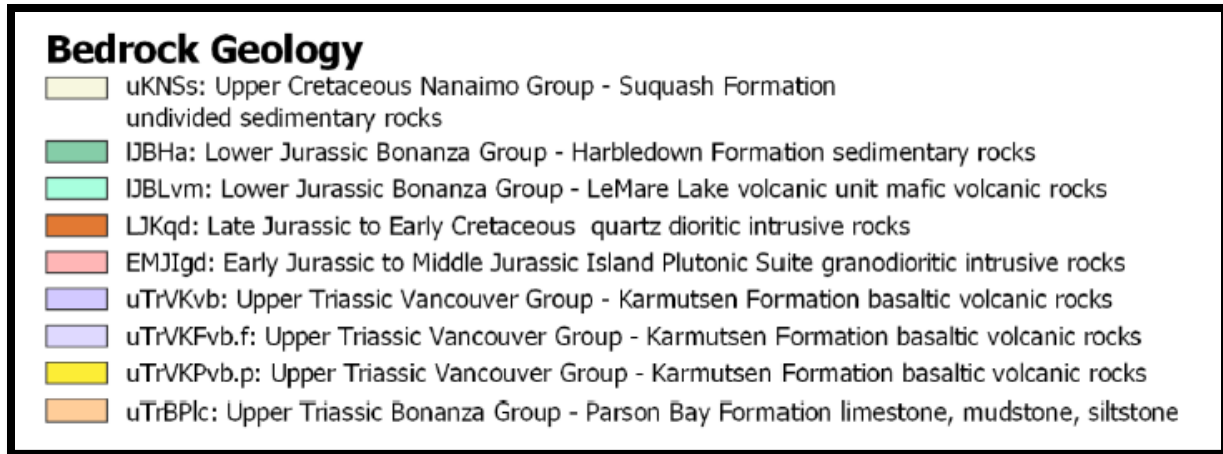 Bedrock Geology
uKNSs: Upper Cretaceous Nanaimo Group - Suquash Formation
undivided sedimentary rocks
lJBHa: Lower Jurassic Bonanza Group - Harbledown Formation sedimentary rocks
lJBLvm: Lower Jurassic Bonanza Group - LeMare Lake volcanic unit mafic volcanic rocks
LJKqd: Late Jurassic to Early Cretaceous quartz dioritic intrusive rocks
EMJIgd: Early Jurassic to Middle Jurassic Island Plutonic Suite granodioritic intrusive rocks
uTrVKvb: Upper Triassic Vancouver Group - Karmutsen Formation basaltic volcanic rocks
uTrVKFvb.f: Upper Triassic Vancouver Group - Karmutsen Formation basaltic volcanic rocks
uTrVKPvb.p: Upper Triassic Vancouver Group - Karmutsen Formation basaltic volcanic rocks
uTrBPlc: Upper Triassic Bonanza Group - Parson Bay Formation limestone, mudstone, siltstone